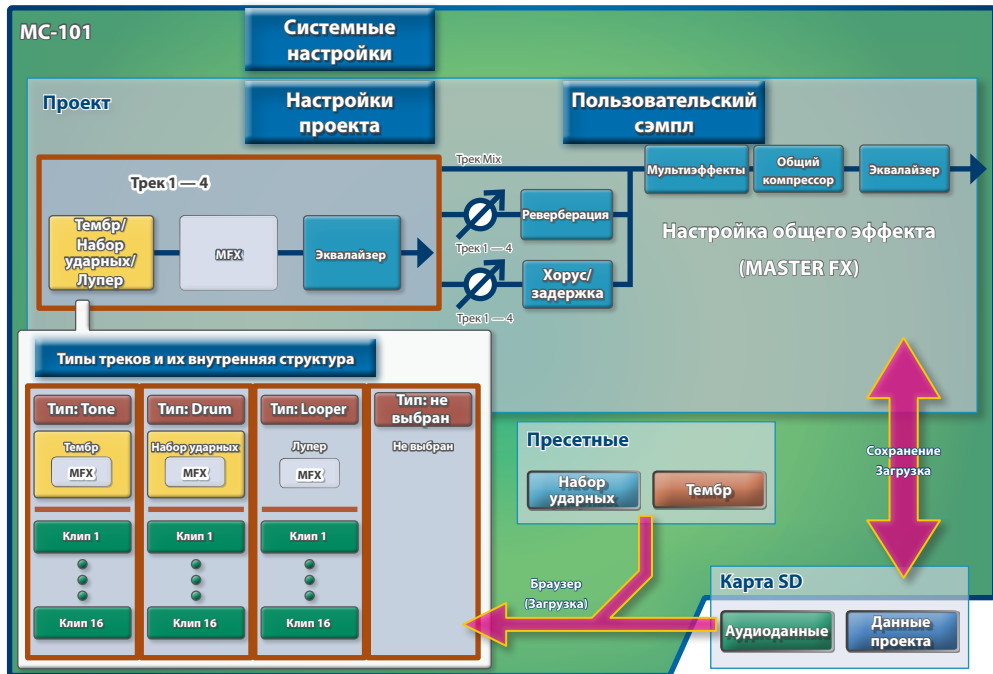 MC-101
Системные
настройки
Проект
Настройки
проекта
Пользовательский
сэмпл
Трек 1 — 4
Тембр/
Набор
ударных/
Лупер
MFX
Эквалайзер
Трек Mix
Трек 1 — 4
Реверберация
Трек 1 — 4
Хорус/
задержка
Мультиэффекты
Общий
компрессор
Эквалайзер
Настройка общего эффекта
(MASTER FX)
Типы треков и их внутренняя структура
Тип: Tone
Тембр
MFX
Клип 1
Клип 16
Тип: Drum
Набор ударных
MFX
Клип 1
Клип 16
Тип: Looper
Лупер
MFX
Клип 1
Клип 16
Тип: не
выбран
Не выбран
Пресетные
Набор
ударных
Тембр
Браузер
(Загрузка)
Сохранение
Загрузка
Карта SD
Аудиоданные
Данные
проекта